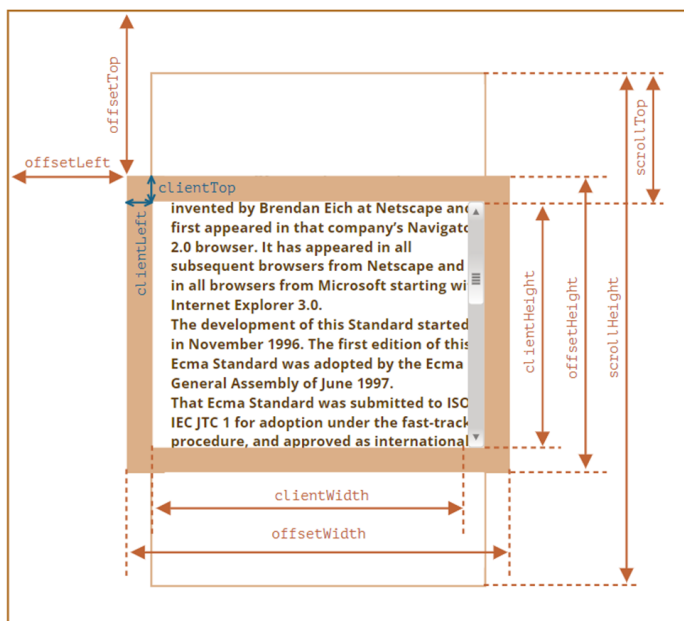 offsetTop
offsetLeft
clientTop
clientLeft
scrollTop
invented by Brendan Eich at Netscape and
first appeared in that company’s Navigato
2.0 browser. It has appeared in all
subsequent browsers from Netscape and
in all browsers from Microsoft starting wi
Internet Explorer 3.0.
The development of this Standard started
in November 1996. The first edition of this
Ecma Standard was adopted by the Ecma
General Assembly of June 1997.
That Ecma Standard was submitted to ISO
IEC JTC 1 for adoption under the fast-track
procedure, and approved as international
clientHeight
offsetHeight
scrollHeight
clientWidth
offsetWidth